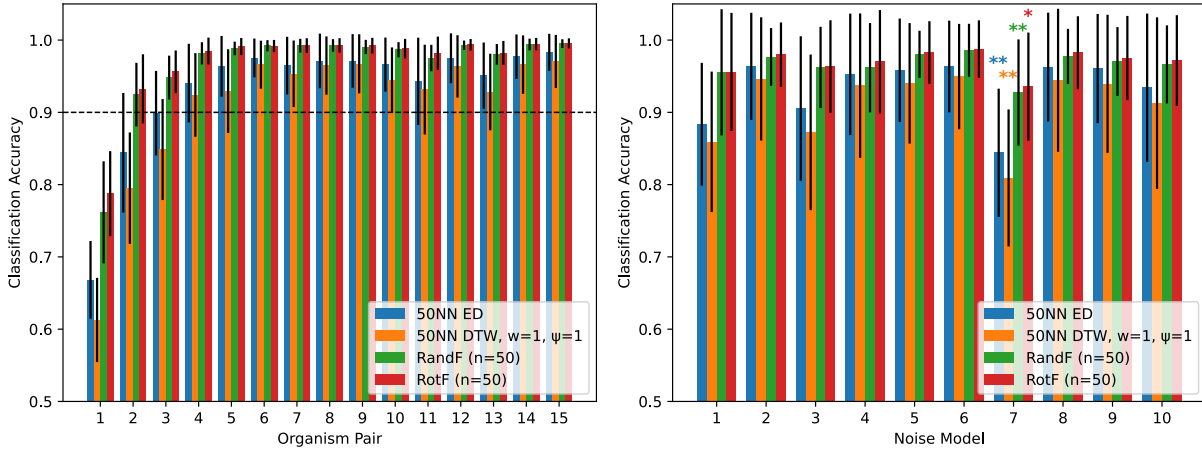 Classification Accuracy
1.0
0.9
0.8
0.7
0.6
0.5
50NN ED
50NN DTW, w=1, ψ=1
RandF (n=50)
RotF (n=50)
1 2 3 4 5 6 7 8 9 10 11 12 13 14 15
Organism Pair
Classification Accuracy
1.0
0.9
0.8
0.7
0.6
0.5
*
**
**
**
50NN ED
50NN DTW, w=1, ψ=1
RandF (n=50)
RotF (n=50)
1 2 3 4 5 6 7 8 9 10
Noise Model